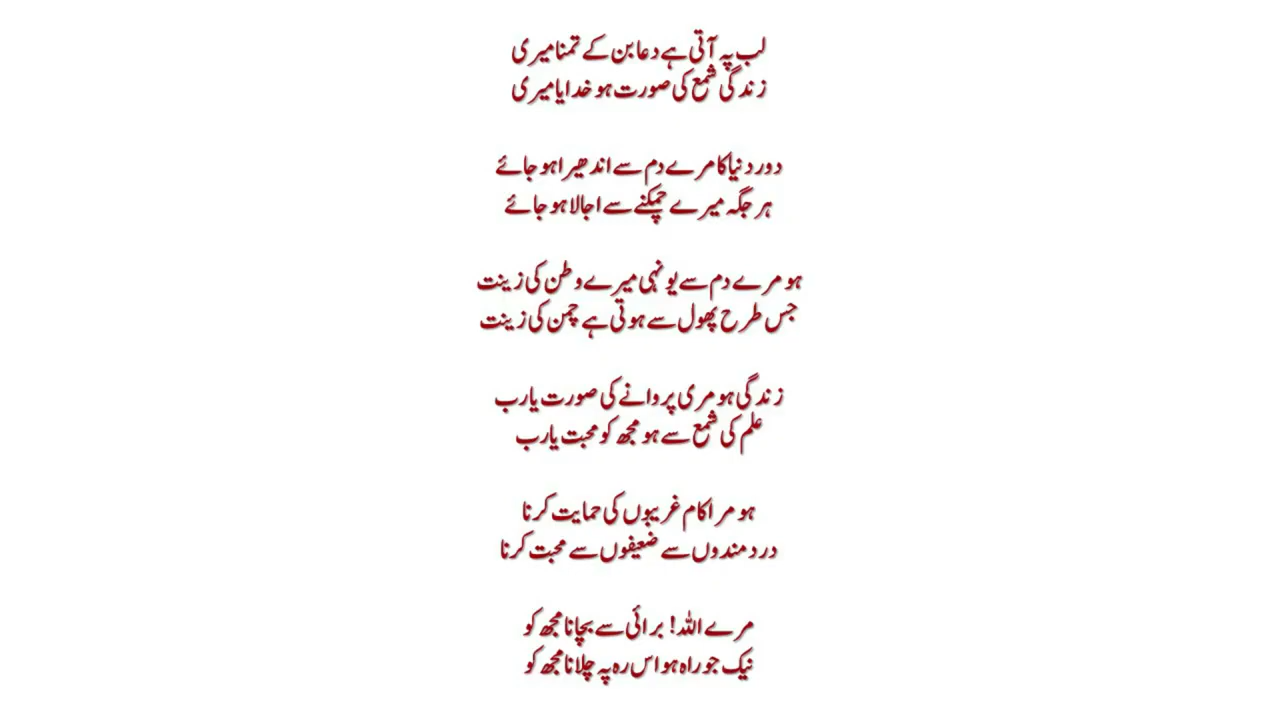 لب پہ آتی ہے دعا بن کے تمنا میری
زندگی شمع کی صورت ہو خدایا میری
دور دنیا کا مرے دم سے اندھیرا ہو جائے
ہر جگہ میرے چمکنے سے اجالا ہو جائے
ہو مرے دم سے یونہی میرے وطن کی زینت
جس طرح پھول سے ہوتی ہے چمن کی زینت
زندگی ہو مری پروانے کی صورت یارب
علم کی شمع سے ہو مجھ کو محبت یارب
ہو مرا کام غریبوں کی حمایت کرنا
دردمندوں سے ضعیفوں سے محبت کرنا
مرے اللہ! برائی سے بچانا مجھ کو
نیک جو راہ ہو اس رہ پہ چلانا مجھ کو